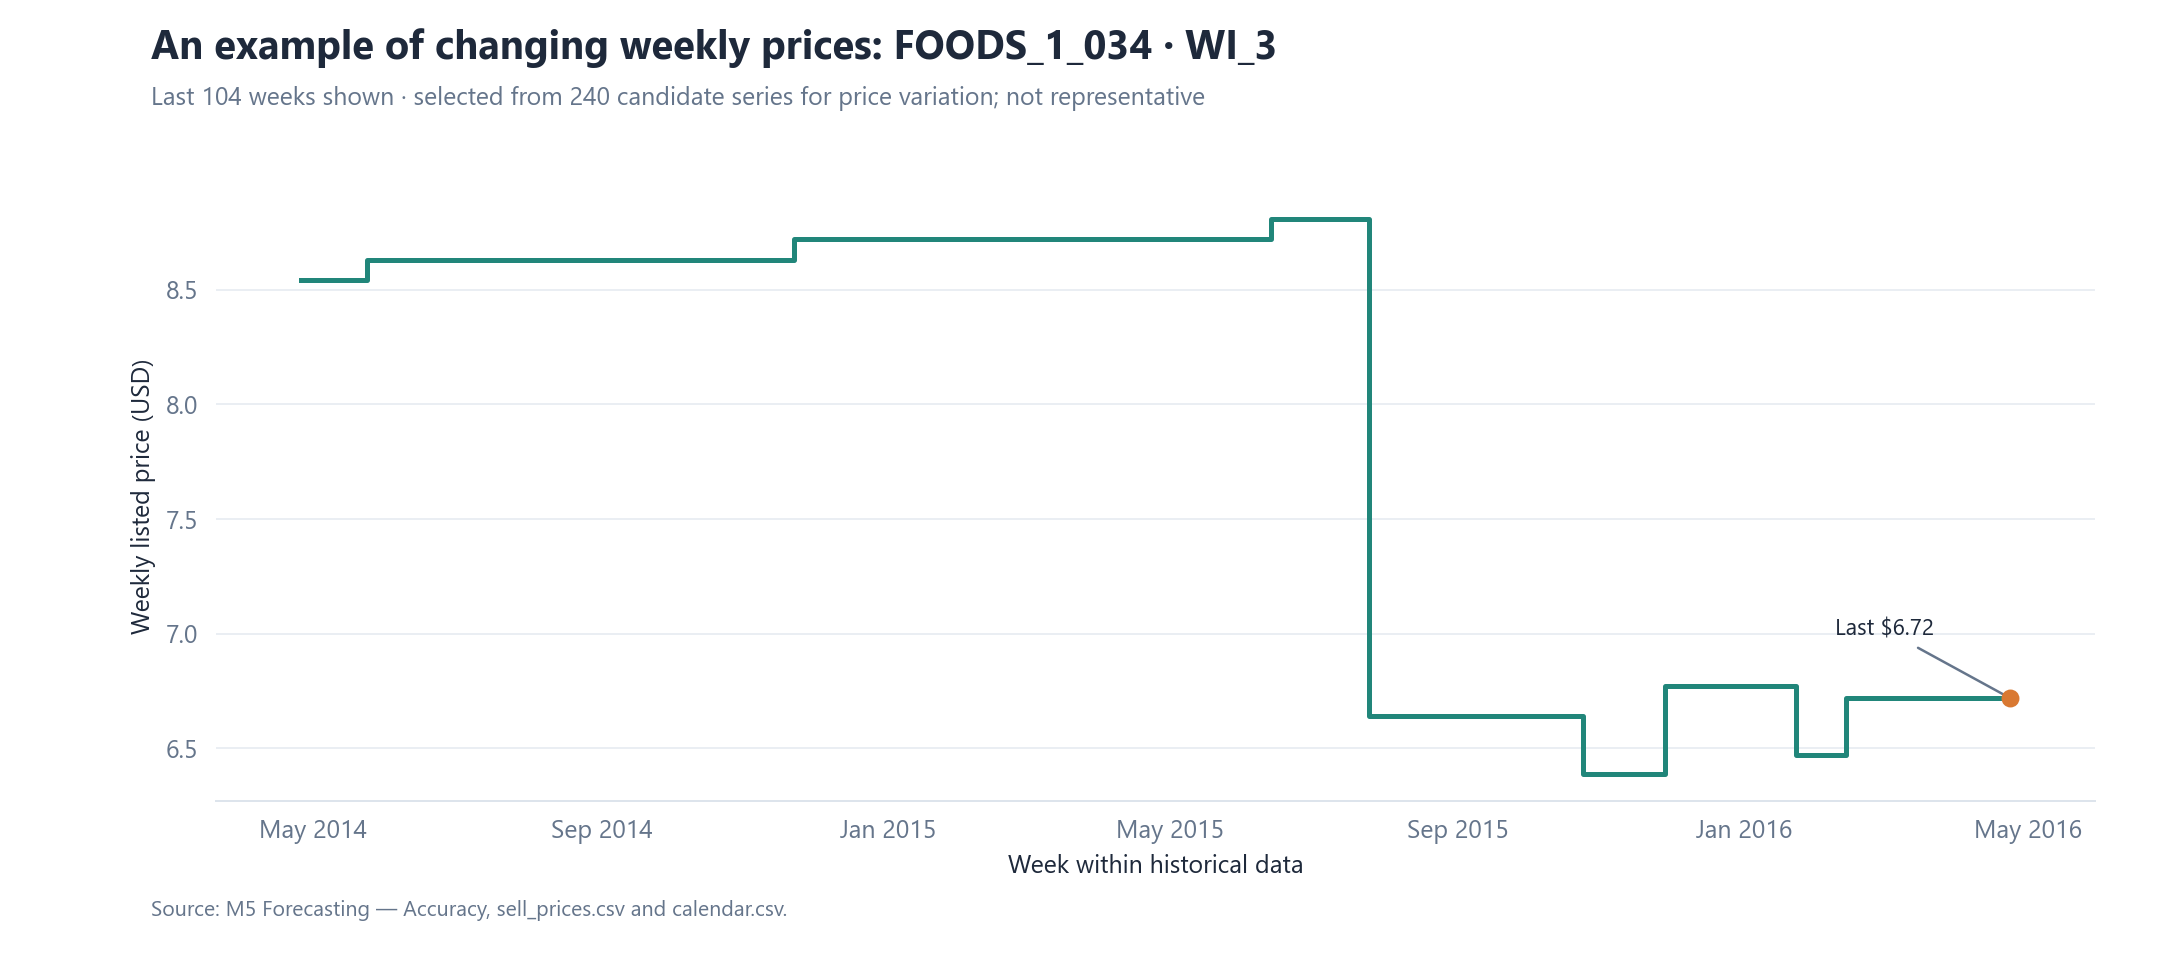 An example of changing weekly prices: FOODS_1_034 · WI_3
Last 104 weeks shown · selected from 240 candidate series for price variation; not representative
Weekly listed price (USD)
8.5
8.0
7.5
7.0
6.5
Last $6.72
May 2014
Sep 2014
Jan 2015
May 2015
Sep 2015
Jan 2016
May 2016
Week within historical data
Source: M5 Forecasting — Accuracy, sell_prices.csv and calendar.csv.